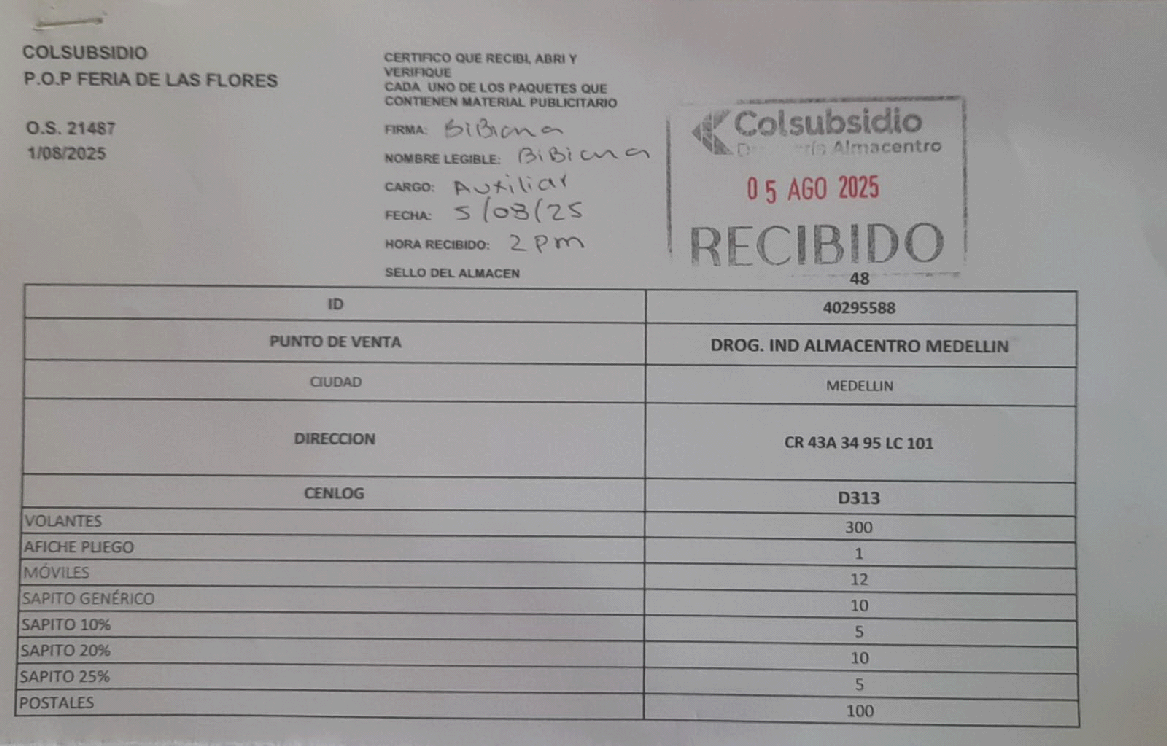 COLSUBSIDIO
P.O.P FERIA DE LAS FLORES
O.S. 21487
1/08/2025
CERTIFICO QUE RECIBI, ABRI Y
VERIFIQUE
CADA UNO DE LOS PAQUETES QUE
CONTIENEN MATERIAL PUBLICITARIO
FIRMA: BiBiana
NOMBRE LEGIBLE: BiBiana
CARGO: Auxiliar
FECHA: 5/08/25
HORA RECIBIDO: 2 pm
SELLO DEL ALMACEN
Colsubsidio
Almacentro
05 AGO 2025
RECIBIDO
48
ID 40295588
PUNTO DE VENTA DROG. IND ALMACENTRO MEDELLIN
CIUDAD MEDELLIN
DIRECCION CR 43A 34 95 LC 101
CENLOG D313
VOLANTES 300
AFICHE PLIEGO 1
MÓVILES 12
SAPITO GENÉRICO 10
SAPITO 10% 5
SAPITO 20% 10
SAPITO 25% 5
POSTALES 100